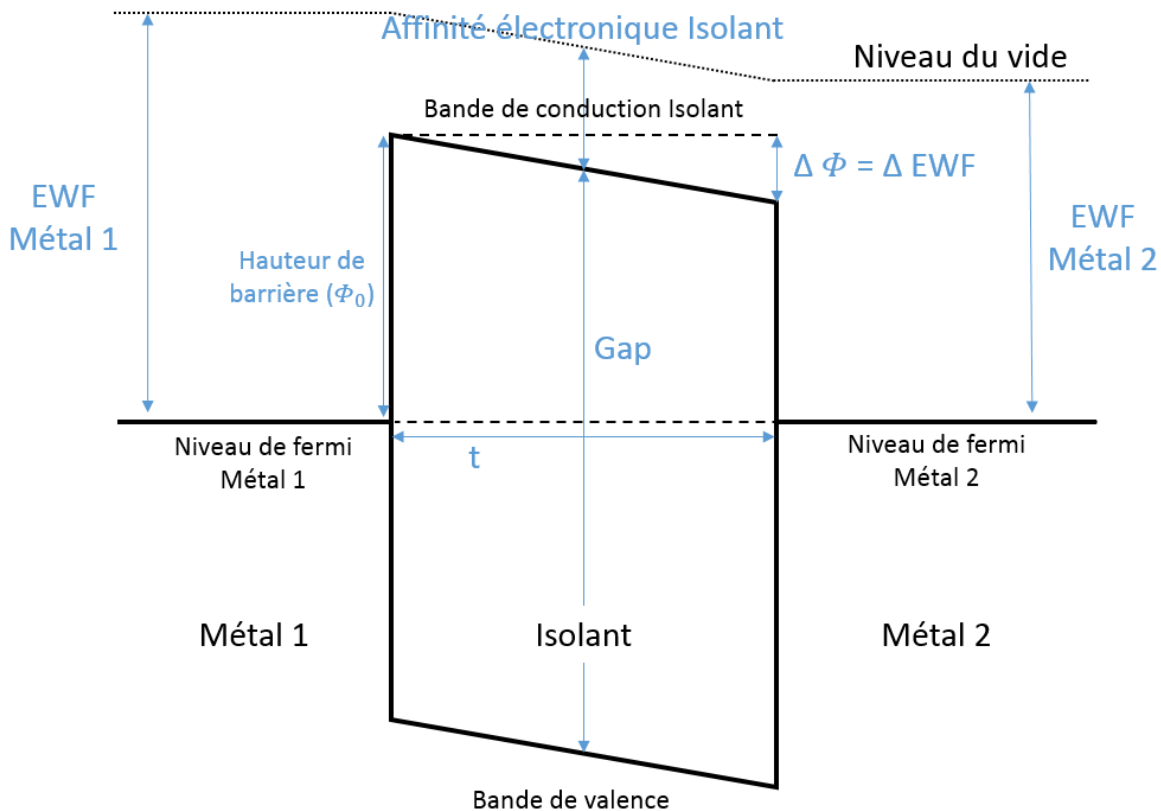 Affinité électronique Isolant
Niveau du vide
Bande de conduction Isolant
Δ Φ = Δ EWF
EWF
Métal 1
EWF
Métal 2
Hauteur de
barrière (Φ₀)
Gap
Niveau de fermi
Métal 1
t
Niveau de fermi
Métal 2
Métal 1
Isolant
Métal 2
Bande de valence